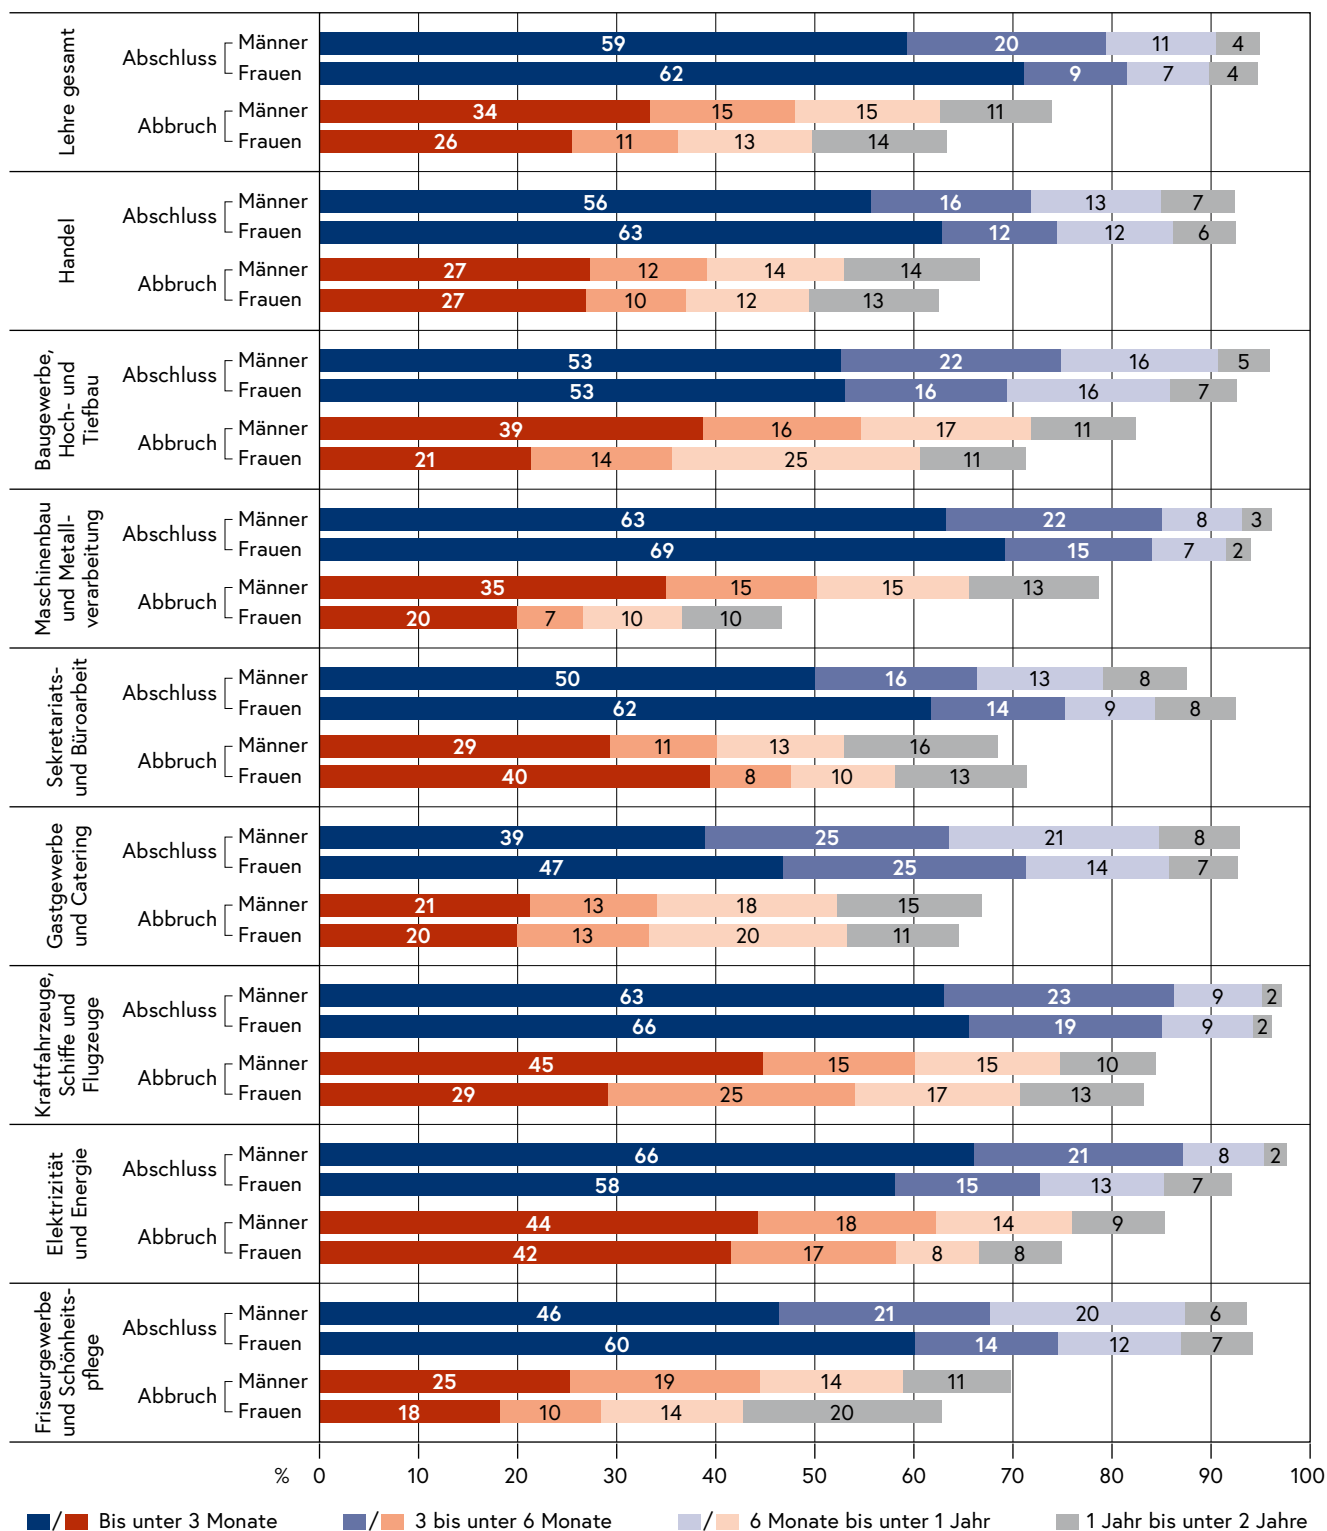 Lehre gesamt
Abschluss
Männer 59 20 11 4
Frauen 62 9 7 4
Abbruch
Männer 34 15 15 11
Frauen 26 11 13 14
Handel
Abschluss
Männer 56 16 13 7
Frauen 63 12 12 6
Abbruch
Männer 27 12 14 14
Frauen 27 10 12 13
Baugewerbe,
Hoch- und
Tiefbau
Abschluss
Männer 53 22 16 5
Frauen 53 16 16 7
Abbruch
Männer 39 16 17 11
Frauen 21 14 25 11
Maschinenbau
und Metall-
verarbeitung
Abschluss
Männer 63 22 8 3
Frauen 69 15 7 2
Abbruch
Männer 35 15 15 13
Frauen 20 7 10 10
Sekretariats-
und Büroarbeit
Abschluss
Männer 50 16 13 8
Frauen 62 14 9 8
Abbruch
Männer 29 11 13 16
Frauen 40 8 10 13
Gastgewerbe
und Catering
Abschluss
Männer 39 25 21 8
Frauen 47 25 14 7
Abbruch
Männer 21 13 18 15
Frauen 20 13 20 11
Kraftfahrzeuge,
Schiffe und
Flugzeuge
Abschluss
Männer 63 23 9 2
Frauen 66 19 9 2
Abbruch
Männer 45 15 15 10
Frauen 29 25 17 13
Elektrizität
und Energie
Abschluss
Männer 66 21 8 2
Frauen 58 15 13 7
Abbruch
Männer 44 18 14 9
Frauen 42 17 8 8
Friseurgewerbe
und Schönheits-
pflege
Abschluss
Männer 46 21 20 6
Frauen 60 14 12 7
Abbruch
Männer 25 19 14 11
Frauen 18 10 14 20
% 0 10 20 30 40 50 60 70 80 90 100
/ Bis unter 3 Monate / 3 bis unter 6 Monate / 6 Monate bis unter 1 Jahr 1 Jahr bis unter 2 Jahre